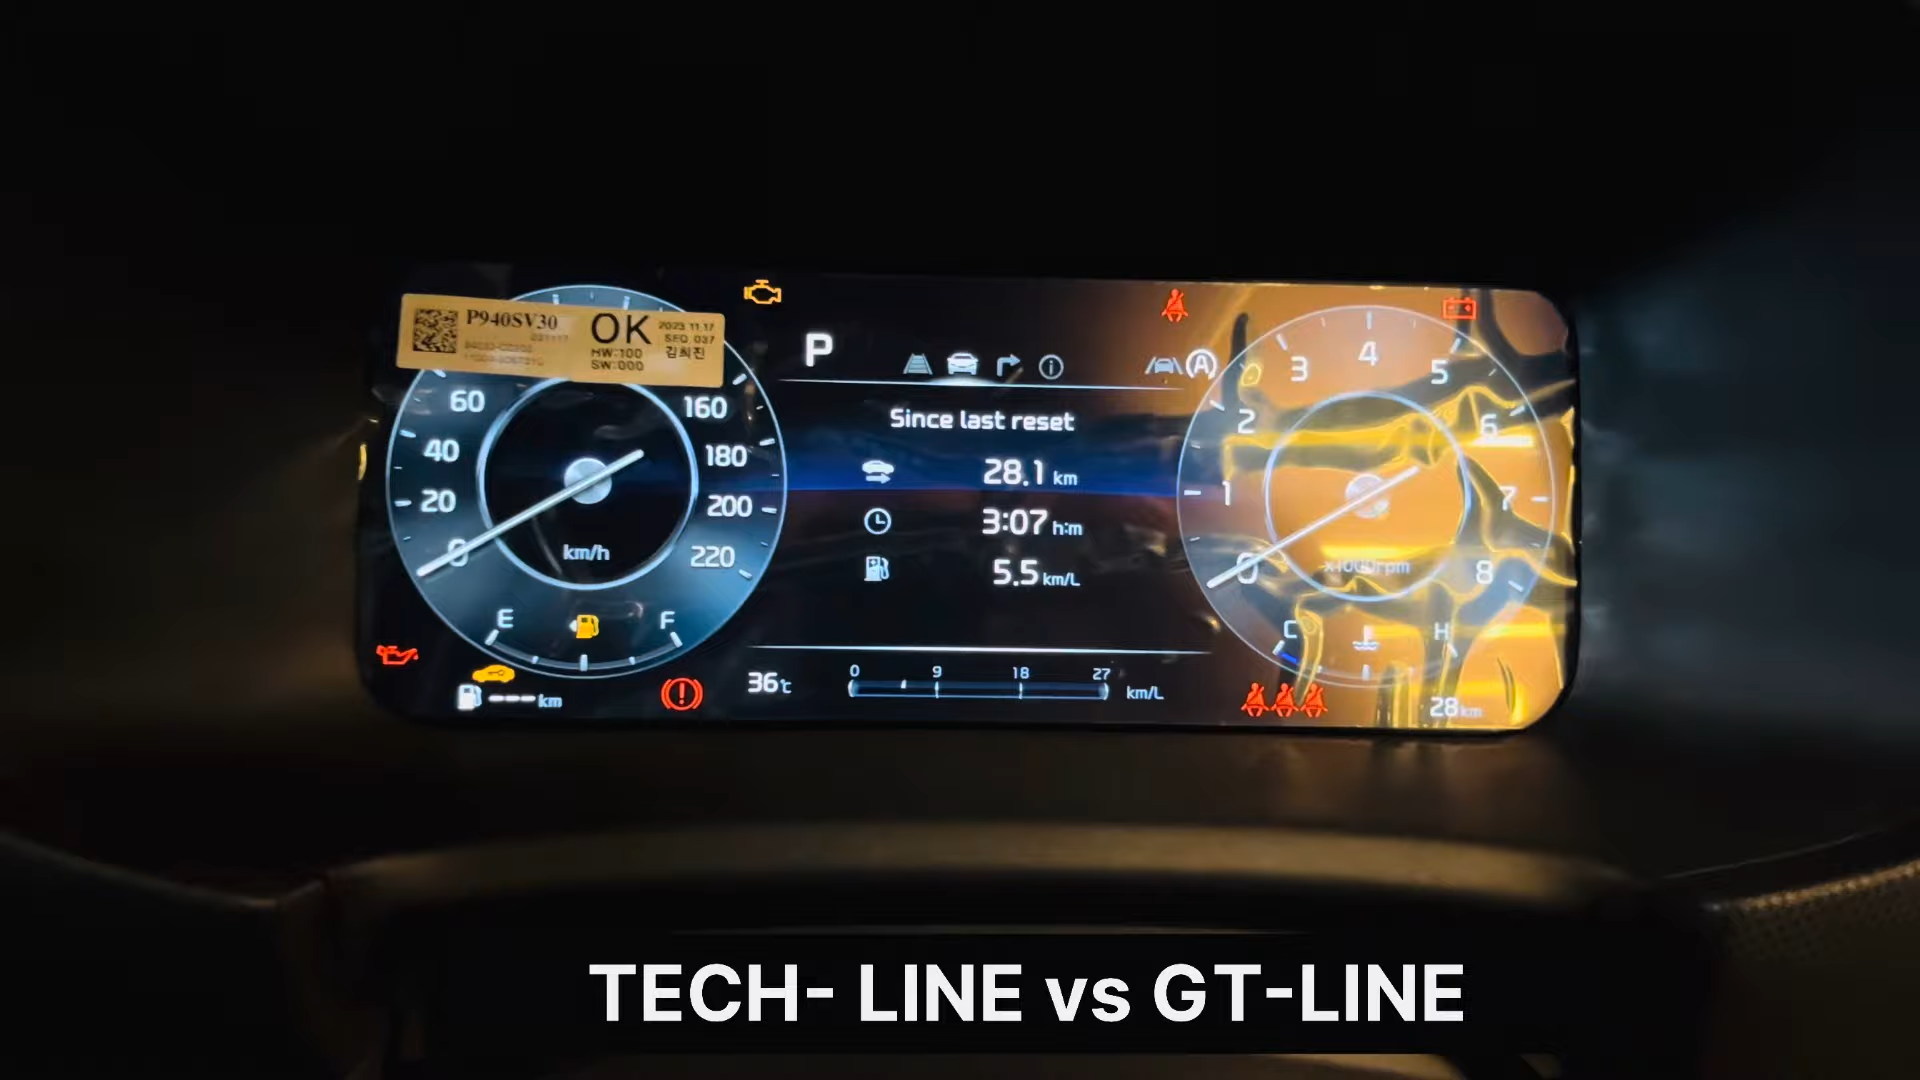 P940SV30
OK
2023.11.17
SEQ 037
HW:100
김희진
SW:000
P
A
Since last reset
28.1 km
3:07 h:m
5.5 km/L
60
40
20
0
160
180
200
220
km/h
E
F
0
1
2
3
4
5
6
7
8
x1000rpm
C
H
--- km
36℃
0 9 18 27
km/L
28 km
TECH- LINE vs GT-LINE